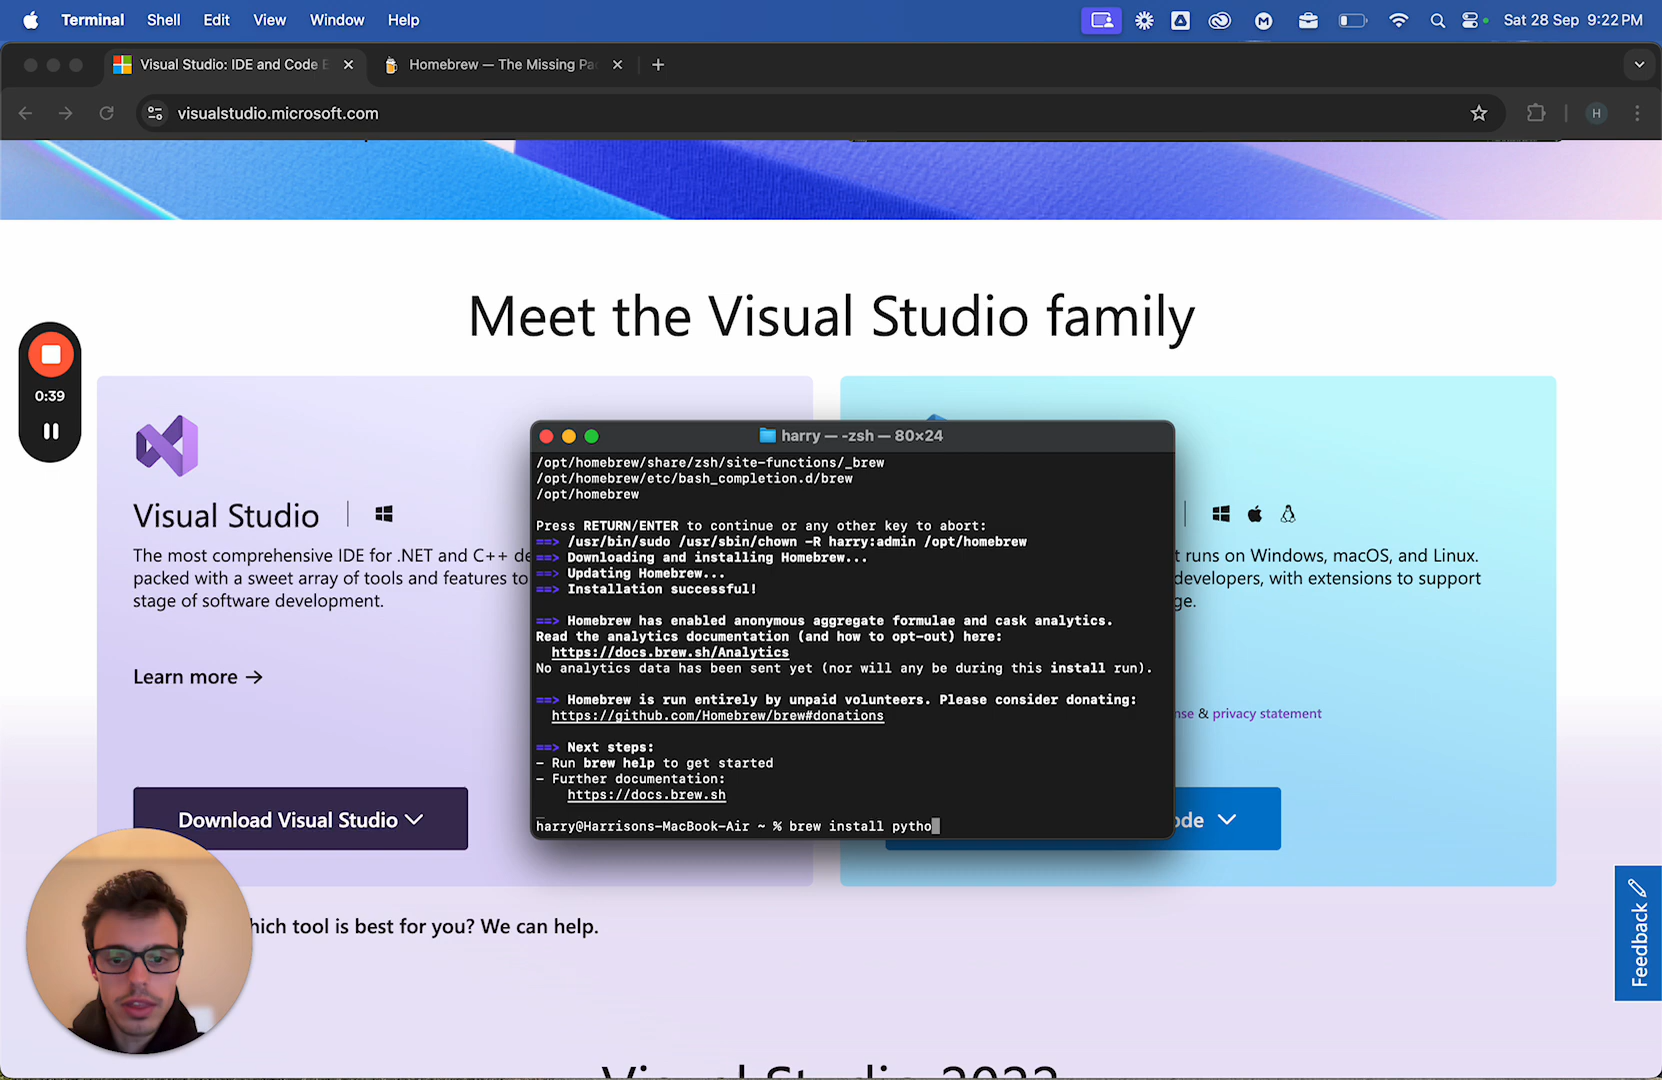 Terminal Shell Edit View Window Help Sat 28 Sep 9:22 PM
Visual Studio: IDE and Code E Homebrew — The Missing Pa
visualstudio.microsoft.com H
Meet the Visual Studio family
0:39
Visual Studio
The most comprehensive IDE for .NET and C++ de
packed with a sweet array of tools and features to
stage of software development.
Learn more →
Download Visual Studio
t runs on Windows, macOS, and Linux.
developers, with extensions to support
ge.
nse & privacy statement
ode
harry — -zsh — 80×24
/opt/homebrew/share/zsh/site-functions/_brew
/opt/homebrew/etc/bash_completion.d/brew
/opt/homebrew
Press RETURN/ENTER to continue or any other key to abort:
==> /usr/bin/sudo /usr/sbin/chown -R harry:admin /opt/homebrew
==> Downloading and installing Homebrew...
==> Updating Homebrew...
==> Installation successful!
==> Homebrew has enabled anonymous aggregate formulae and cask analytics.
Read the analytics documentation (and how to opt-out) here:
https://docs.brew.sh/Analytics
No analytics data has been sent yet (nor will any be during this install run).
==> Homebrew is run entirely by unpaid volunteers. Please consider donating:
https://github.com/Homebrew/brew#donations
==> Next steps:
- Run brew help to get started
- Further documentation:
https://docs.brew.sh
harry@Harrisons-MacBook-Air ~ % brew install pytho
hich tool is best for you? We can help.
Feedback
Visual Studio 2022